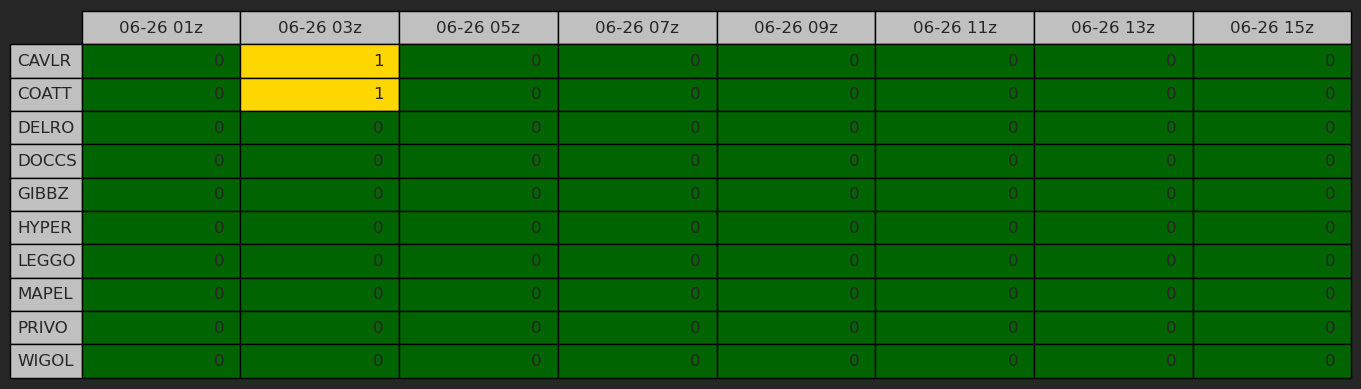 06-26 01z 06-26 03z 06-26 05z 06-26 07z 06-26 09z 06-26 11z 06-26 13z 06-26 15z
CAVLR 0 1 0 0 0 0 0 0
COATT 0 1 0 0 0 0 0 0
DELRO 0 0 0 0 0 0 0 0
DOCCS 0 0 0 0 0 0 0 0
GIBBZ 0 0 0 0 0 0 0 0
HYPER 0 0 0 0 0 0 0 0
LEGGO 0 0 0 0 0 0 0 0
MAPEL 0 0 0 0 0 0 0 0
PRIVO 0 0 0 0 0 0 0 0
WIGOL 0 0 0 0 0 0 0 0